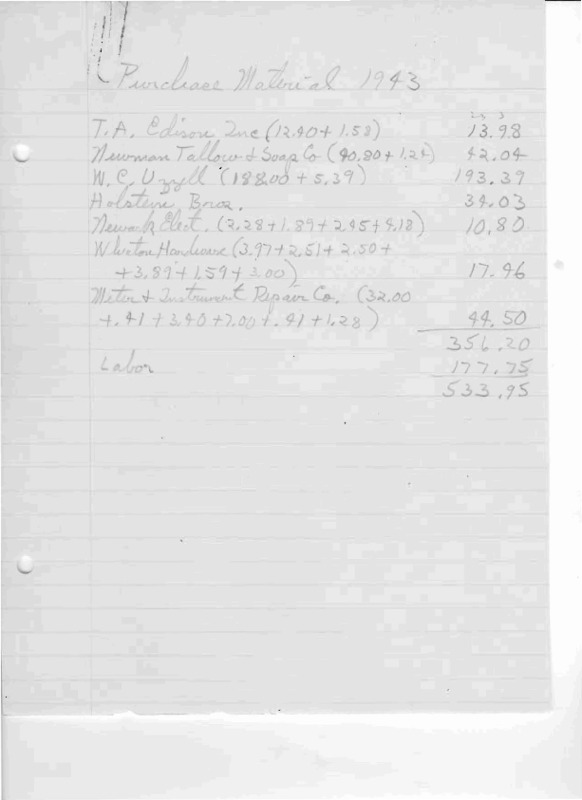 Purchase Material 1943
T.A. Edison Inc (12.40 + 1.58) 13.98
Newman Tallow & Soap Co (40.80 + 1.24) 42.04
W.C. Uzzell (188.00 + 5.39) 193.39
Holstein Bros. 34.03
Newark Elect. (2.28 + 1.89 + 2.45 + 4.18) 10.80
Hardware (3.97 + 2.51 + 2.50 +
+ 3.89 + 1.59 + 3.00) 17.46
Meter & Instrument Repair Co. (32.00
+ .41 + 3.40 + 7.00 + .41 + 1.28) 44.50
356.20
Labor 177.75
533.95